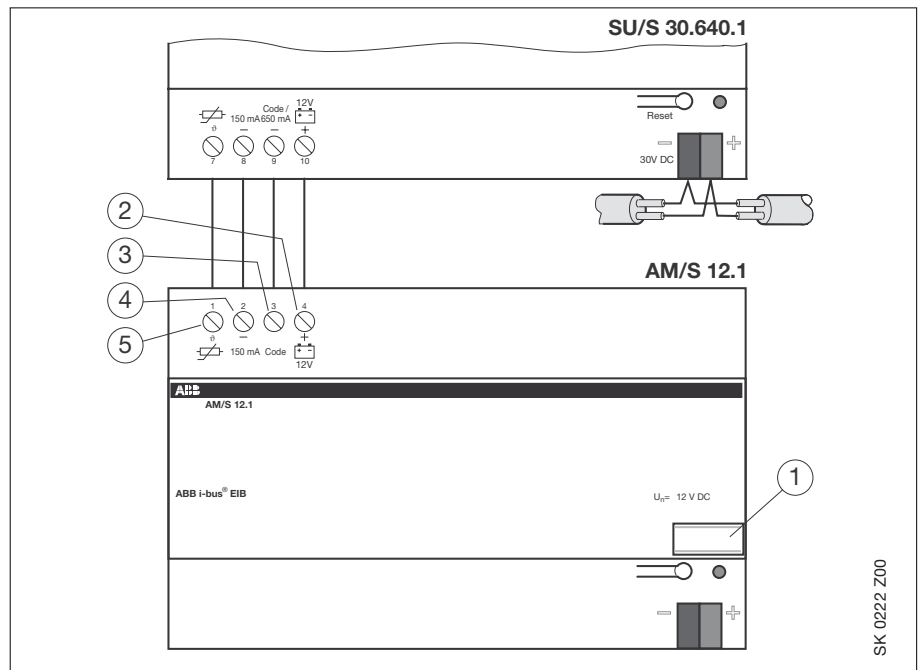 SU/S 30.640.1
12V
Code /
150 mA 650 mA
+ -
ϑ − − +
7 8 9 10
Reset
− +
30V DC
2
3
4
5
AM/S 12.1
1 2 3 4
ϑ − +
150 mA Code
+ -
12V
ABB
AM/S 12.1
ABB i-bus® EIB
Un= 12 V DC
1
− +
SK 0222 Z00